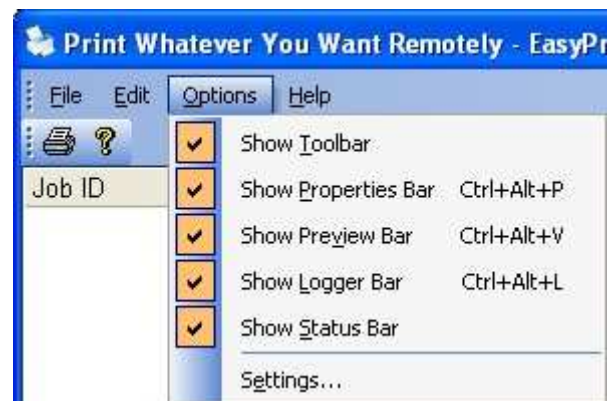 Print Whatever You Want Remotely - EasyPr
File Edit Options Help
Show Toolbar
Job ID
Show Properties Bar Ctrl+Alt+P
Show Preview Bar Ctrl+Alt+V
Show Logger Bar Ctrl+Alt+L
Show Status Bar
Settings...